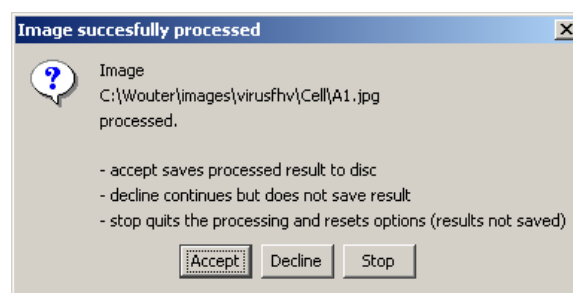 Image succesfully processed
Image
C:\Wouter\images\virusfhv\Cell\A1.jpg
processed.
- accept saves processed result to disc
- decline continues but does not save result
- stop quits the processing and resets options (results not saved)
Accept Decline Stop